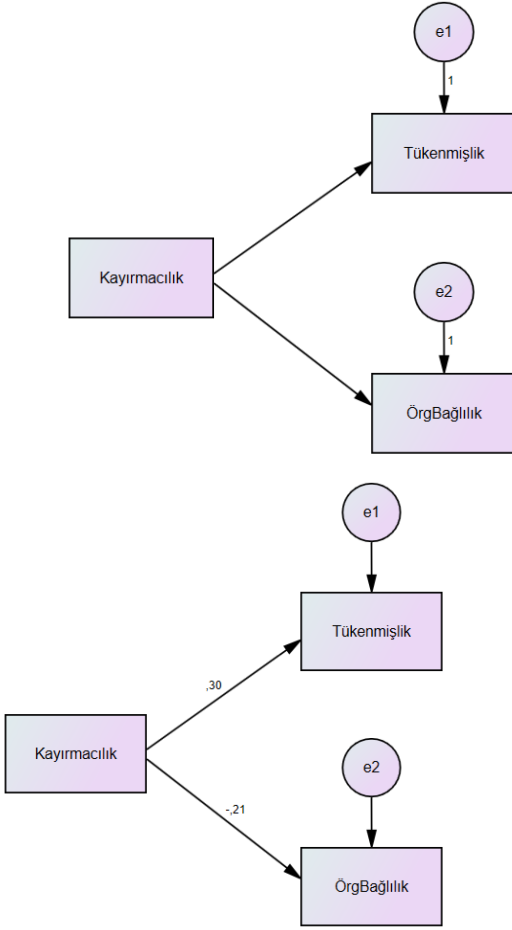 e1
1
Tükenmişlik
Kayırmacılık
e2
1
ÖrgBağlılık
e1
Tükenmişlik
,30
Kayırmacılık
e2
-,21
ÖrgBağlılık